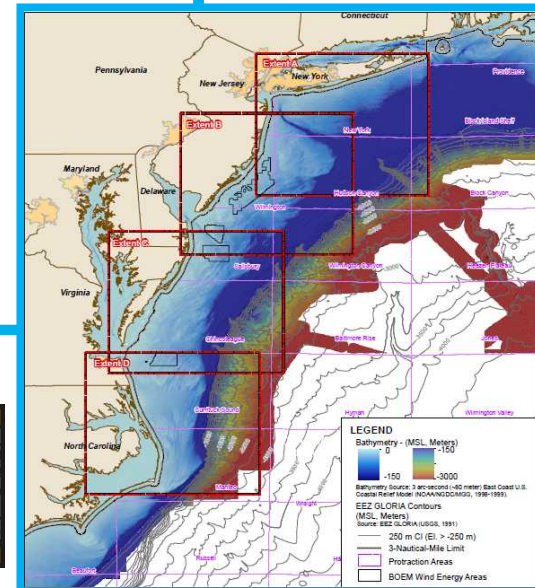 Connecticut
Pennsylvania
New Jersey
Extent A
New York
Providence
Block Island Shelf
Extent B
New York
Maryland
Delaware
Hudson Canyon
Block Canyon
Wilmington
Extent C
Salisbury
Wilmington Canyon
Virginia
Chincoteague
Baltimore Rise
Extent D
Currituck Sound
Hyman
Wilmington Valley
North Carolina
Manteo
Wright
Russell
Beaufort
LEGEND
Bathymetry - (MSL, Meters)
0
-150
-150
-3000
Bathymetry Source: 3 arc-second (~80 meter) East Coast U.S.
Coastal Relief Model (NOAA/NGDC/MGG, 1998-1999).
EEZ GLORIA Contours
(MSL, Meters)
Source: EEZ GLORIA (USGS, 1991)
250 m CI (El. > -250 m)
3-Nautical-Mile Limit
Protraction Areas
BOEM Wind Energy Areas